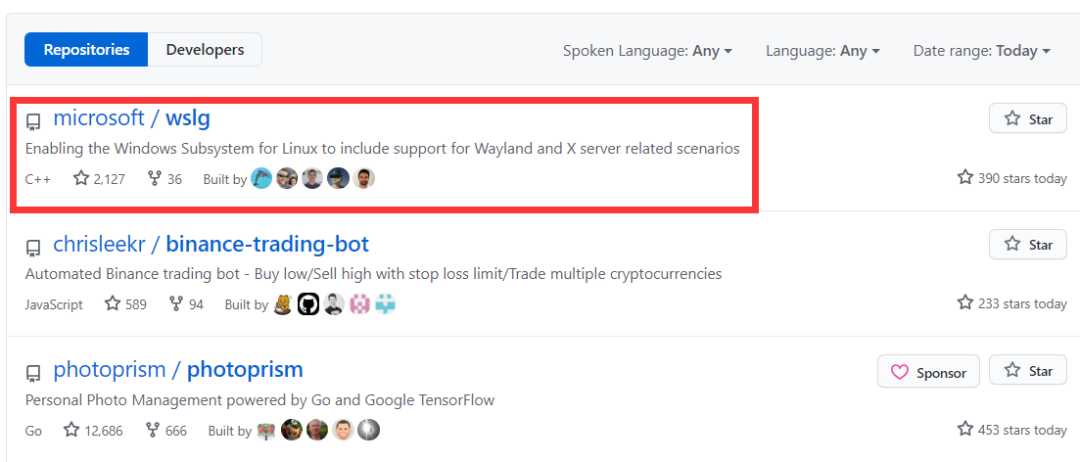 Repositories Developers Spoken Language: Any Language: Any Date range: Today
microsoft / wslg Star
Enabling the Windows Subsystem for Linux to include support for Wayland and X server related scenarios
C++ 2,127 36 Built by 390 stars today
chrisleekr / binance-trading-bot Star
Automated Binance trading bot - Buy low/Sell high with stop loss limit/Trade multiple cryptocurrencies
JavaScript 589 94 Built by 233 stars today
photoprism / photoprism Sponsor Star
Personal Photo Management powered by Go and Google TensorFlow
Go 12,686 666 Built by 453 stars today